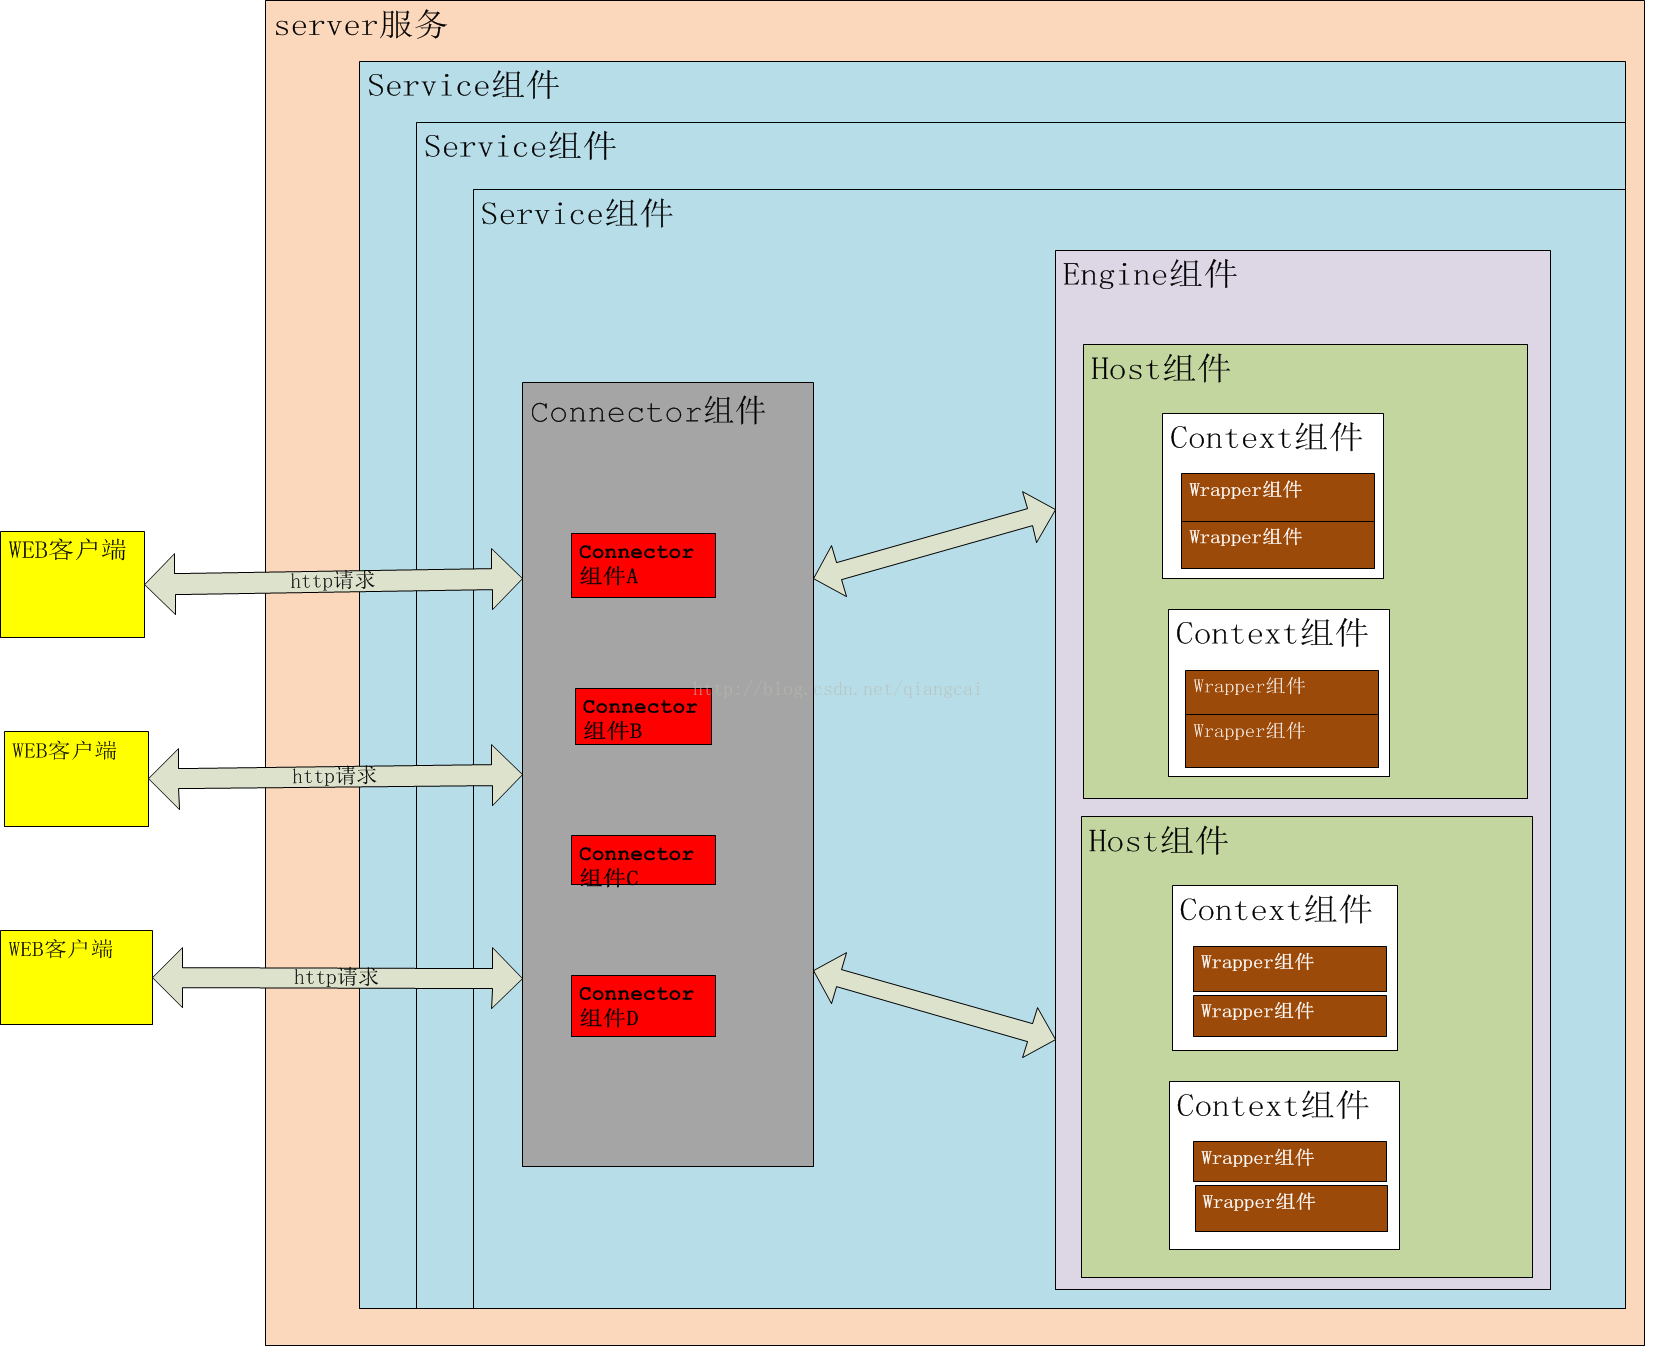 server服务
Service组件
Service组件
Service组件
Engine组件
Host组件
Connector组件
Context组件
Wrapper组件
Wrapper组件
WEB客户端
http请求
Connector
组件A
Context组件
Wrapper组件
Wrapper组件
http://blog.csdn.net/qiangcai
Connector
组件B
WEB客户端
http请求
Host组件
Connector
组件C
Context组件
Wrapper组件
Wrapper组件
WEB客户端
http请求
Connector
组件D
Context组件
Wrapper组件
Wrapper组件